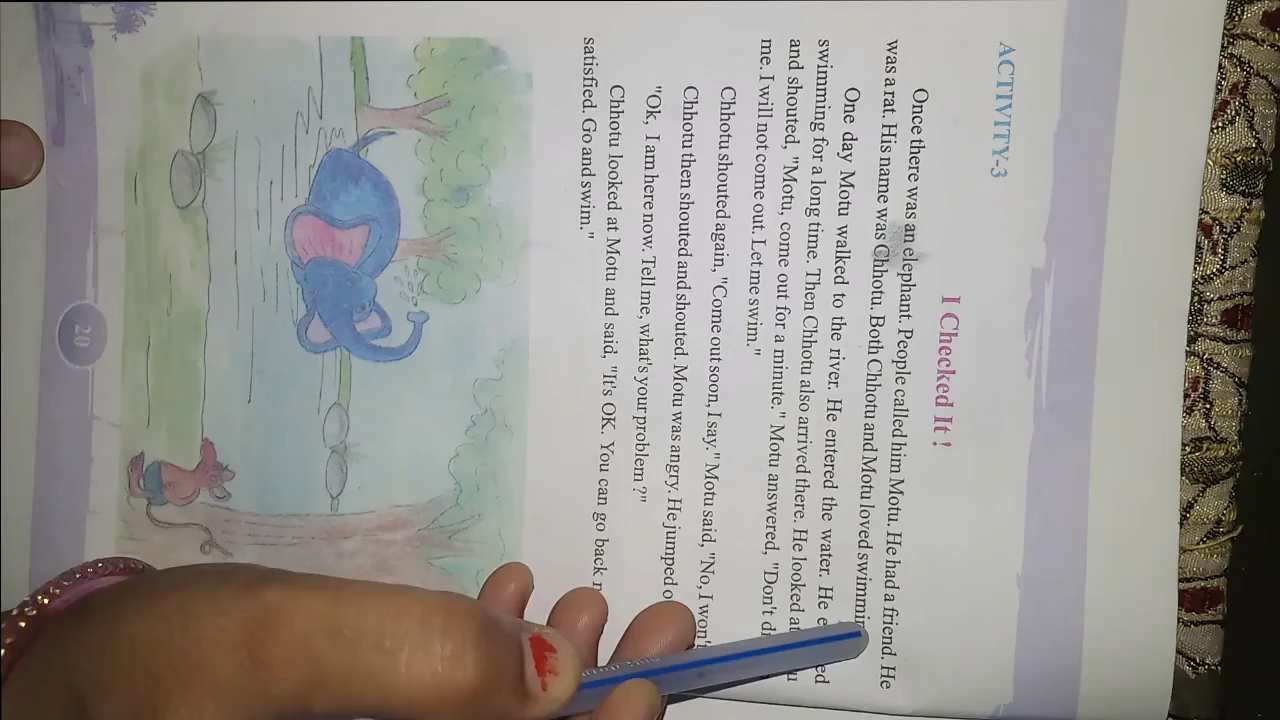 ACTIVITY-3
I Checked It !
Once there was an elephant. People called him Motu. He had a friend. He
was a rat. His name was Chhotu. Both Chhotu and Motu loved
One day Motu walked to the river. He entered the water. He
swimming for a long time. Then Chhotu also arrived there. He looked at
and shouted, "Motu, come out for a minute." Motu answered, "Don't
me. I will not come out. Let me swim."
Chhotu shouted again, "Come out soon, I say." Motu said, "No, I won't
Chhotu then shouted and shouted. Motu was angry. He jumped
"Ok, I am here now. Tell me, what's your problem?"
Chhotu looked at Motu and said, "It's OK. You can go back
satisfied. Go and swim."
20